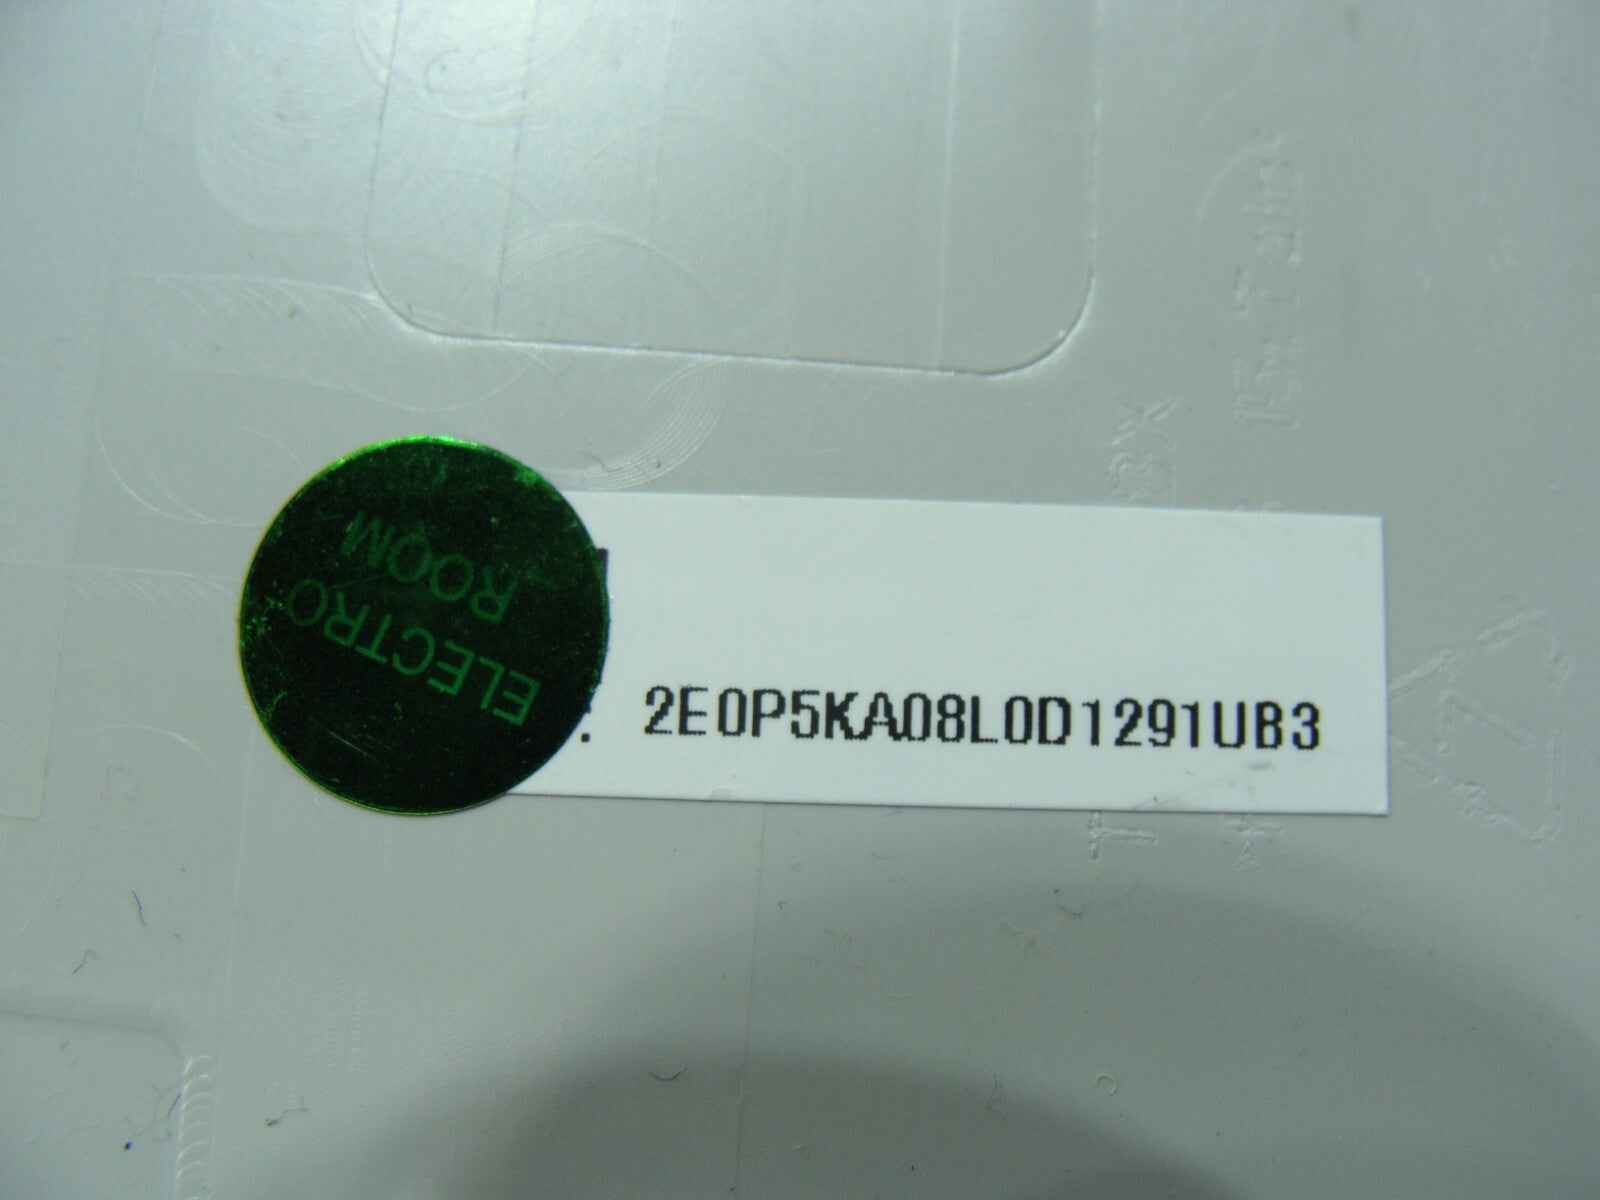 ELECTRO
ROOM
: 2E0P5KA08L0D1291UB3